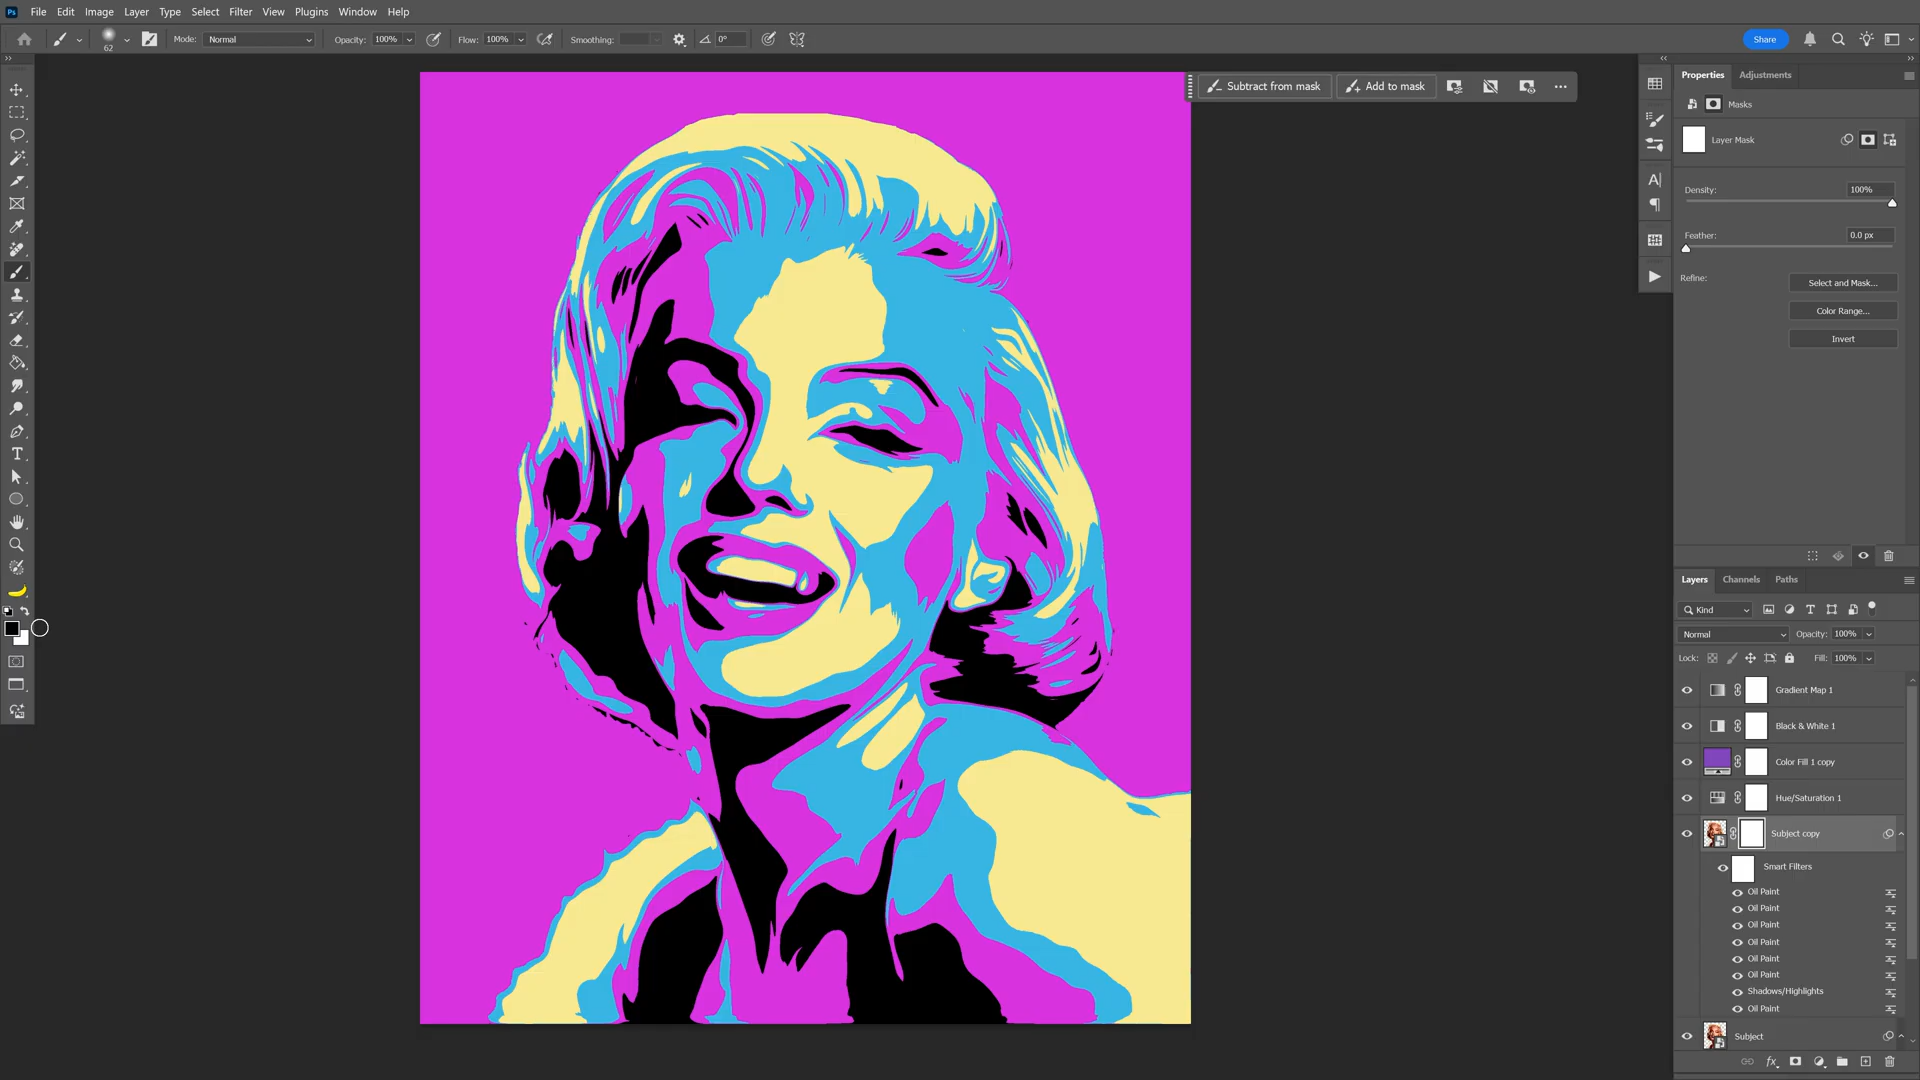 Ps File Edit Image Layer Type Select Filter View Plugins Window Help
62 Mode: Normal Opacity: 100% Flow: 100% Smoothing: 0° Share
Subtract from mask Add to mask
Properties Adjustments
Masks
Layer Mask
Density: 100%
Feather: 0.0 px
Refine: Select and Mask...
Color Range...
Invert
Layers Channels Paths
Kind
Normal Opacity: 100%
Lock: Fill: 100%
Gradient Map 1
Black & White 1
Color Fill 1 copy
Hue/Saturation 1
Subject copy
Smart Filters
Oil Paint
Oil Paint
Oil Paint
Oil Paint
Oil Paint
Oil Paint
Shadows/Highlights
Oil Paint
Subject